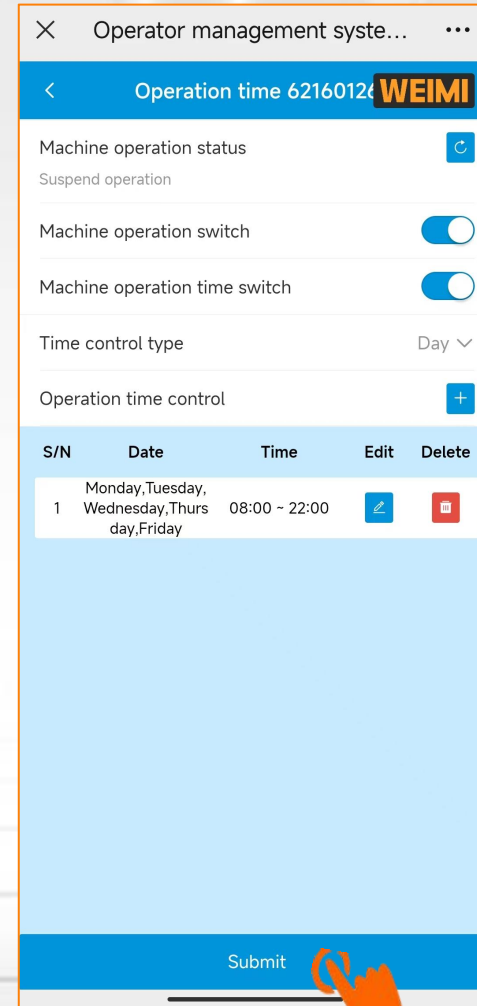 Operator management syste...
Operation time 62160126 WEIMI
Machine operation status
Suspend operation
Machine operation switch
Machine operation time switch
Time control type Day
Operation time control
S/N Date Time Edit Delete
Monday,Tuesday,
1 Wednesday,Thurs 08:00 ~ 22:00
day,Friday
Submit